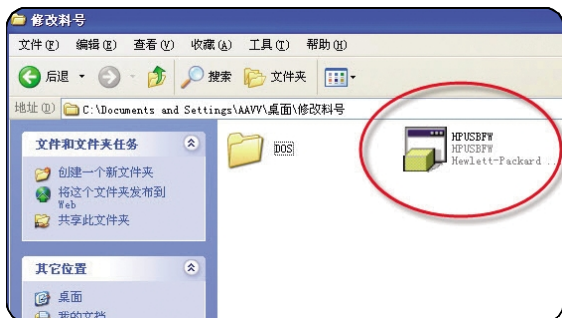 修改料号
文件(F) 编辑(E) 查看(V) 收藏(A) 工具(T) 帮助(H)
后退 搜索 文件夹
地址(D) C:\Documents and Settings\AAVV\桌面\修改料号
文件和文件夹任务
创建一个新文件夹
将这个文件夹发布到
Web
共享此文件夹
其它位置
桌面
我的文档
DOS
HPUSBFW
HPUSBFW
Hewlett-Packard ...